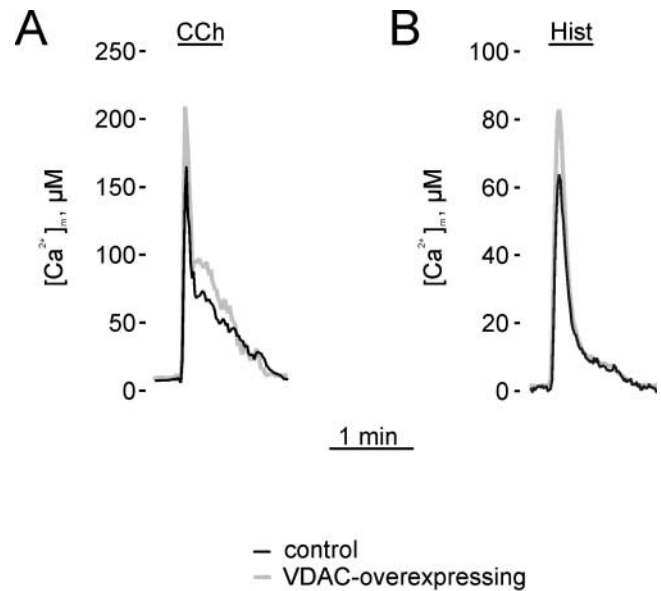 A
CCh
250-
200-
150-
100-
50-
0-
[Ca²⁺]ₘ, µM
B
Hist
100-
80-
60-
40-
20-
0-
[Ca²⁺]ₘ, µM
1 min
control
VDAC-overexpressing